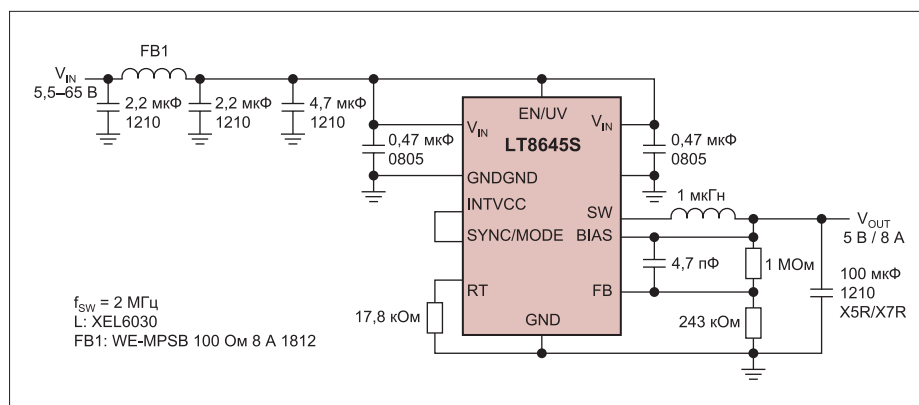 FB1
V_IN
5,5–65 В
2,2 мкФ
1210
2,2 мкФ
1210
4,7 мкФ
1210
0,47 мкФ
0805
EN/UV
V_IN
V_IN
LT8645S
0,47 мкФ
0805
GNDGND
INTVCC
SYNC/MODE
SW
BIAS
1 мкГн
V_OUT
5 В / 8 А
4,7 пФ
1 МОм
100 мкФ
1210
X5R/X7R
RT
FB
17,8 кОм
243 кОм
GND
f_SW = 2 МГц
L: XEL6030
FB1: WE-MPSB 100 Ом 8 А 1812